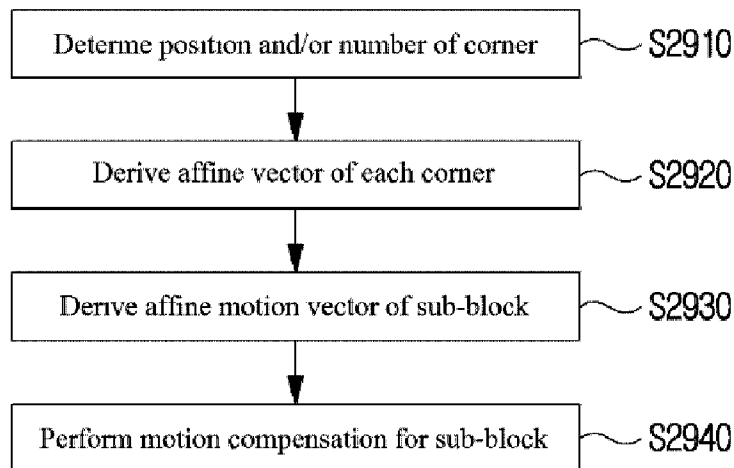 Determe position and/or number of corner
S2910
Derive affine vector of each corner
S2920
Derive affine motion vector of sub-block
S2930
Perform motion compensation for sub-block
S2940